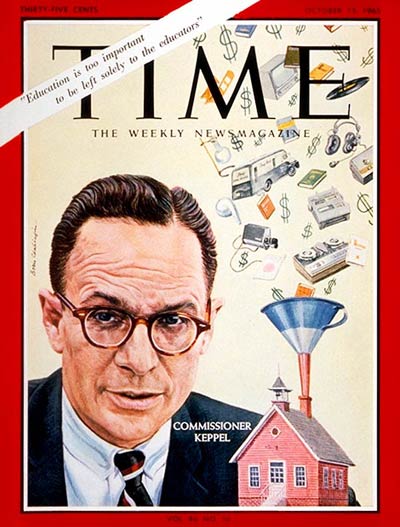 THIRTY-FIVE CENTS
OCTOBER 15, 1965
"Education is too important
to be left solely to the educators"
TIME
THE WEEKLY NEWSMAGAZINE
COMMISSIONER
KEPPEL